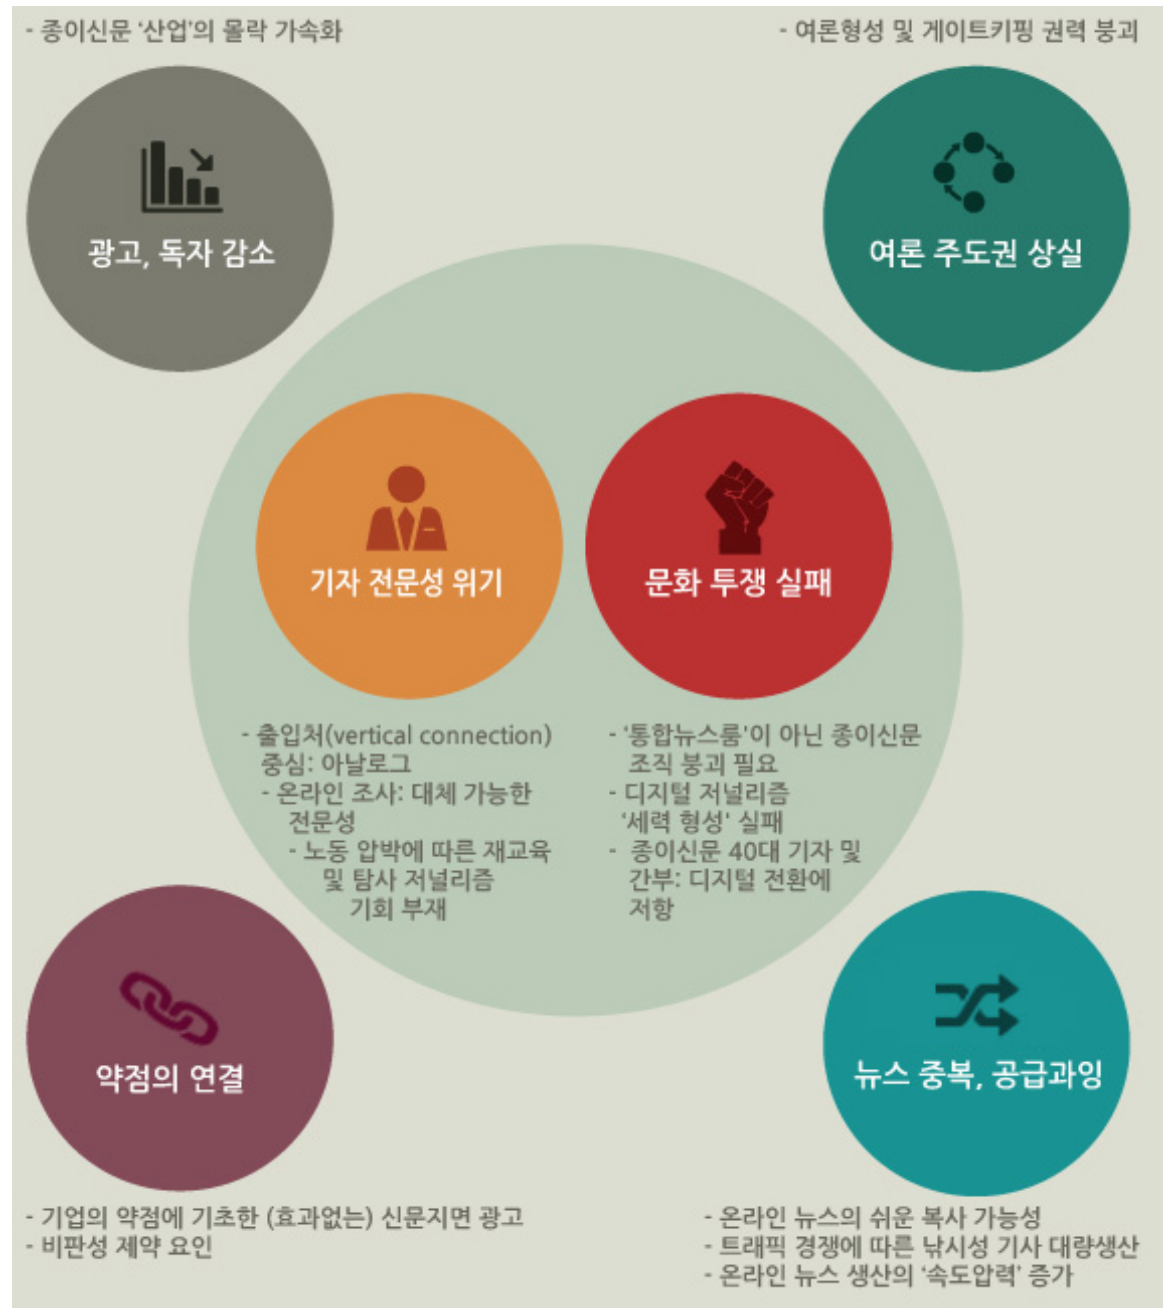 - 종이신문 ‘산업’의 몰락 가속화
- 여론형성 및 게이트키핑 권력 붕괴
광고, 독자 감소
여론 주도권 상실
기자 전문성 위기
문화 투쟁 실패
- 출입처(vertical connection)
중심: 아날로그
- 온라인 조사: 대체 가능한
전문성
- 노동 압박에 따른 재교육
및 탐사 저널리즘
기회 부재
- ‘통합뉴스룸'이 아닌 종이신문
조직 붕괴 필요
- 디지털 저널리즘
‘세력 형성' 실패
- 종이신문 40대 기자 및
간부: 디지털 전환에
저항
약점의 연결
뉴스 중복, 공급과잉
- 기업의 약점에 기초한 (효과없는) 신문지면 광고
- 비판성 제약 요인
- 온라인 뉴스의 쉬운 복사 가능성
- 트래픽 경쟁에 따른 낚시성 기사 대량생산
- 온라인 뉴스 생산의 ‘속도압력’ 증가